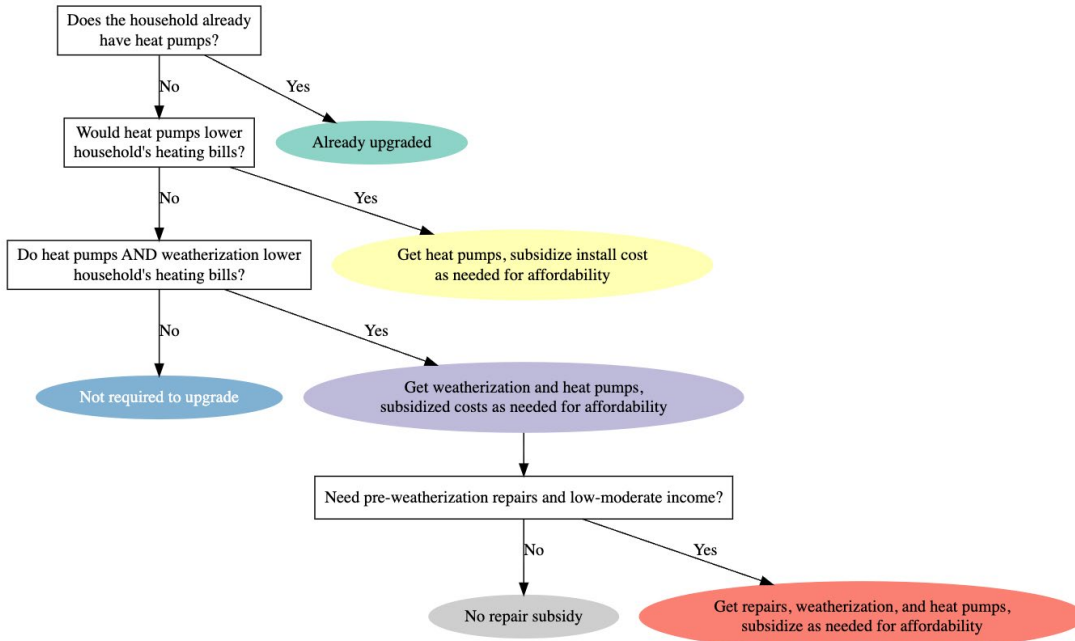 Does the household already
have heat pumps?
No
Yes
Would heat pumps lower
household's heating bills?
Already upgraded
No
Yes
Do heat pumps AND weatherization lower
household's heating bills?
Get heat pumps, subsidize install cost
as needed for affordability
No
Yes
Not required to upgrade
Get weatherization and heat pumps,
subsidized costs as needed for affordability
Need pre-weatherization repairs and low-moderate income?
No
Yes
No repair subsidy
Get repairs, weatherization, and heat pumps,
subsidize as needed for affordability